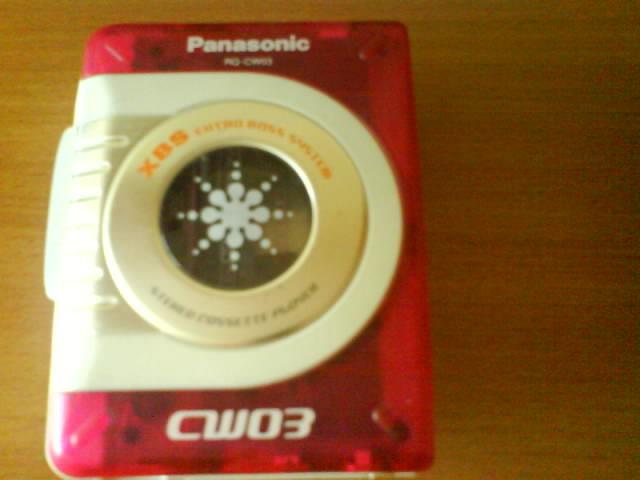 Panasonic
RQ-CW03
XBS EXTRA BASS SYSTEM
STEREO CASSETTE PLAYER
CW03